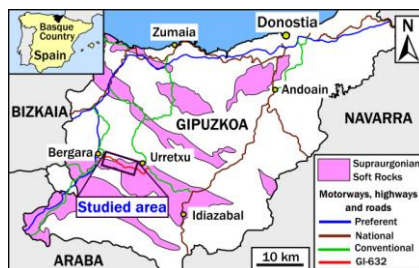 Basque
Country
Spain
Zumaia
Donostia
N
Andoain
BIZKAIA
GIPUZKOA
NAVARRA
Bergara
Urretxu
Studied area
Idiazabal
ARABA
10 km
Supraurgonian
Soft Rocks
Motorways, highways
and roads
Preferent
National
Conventional
GI-632